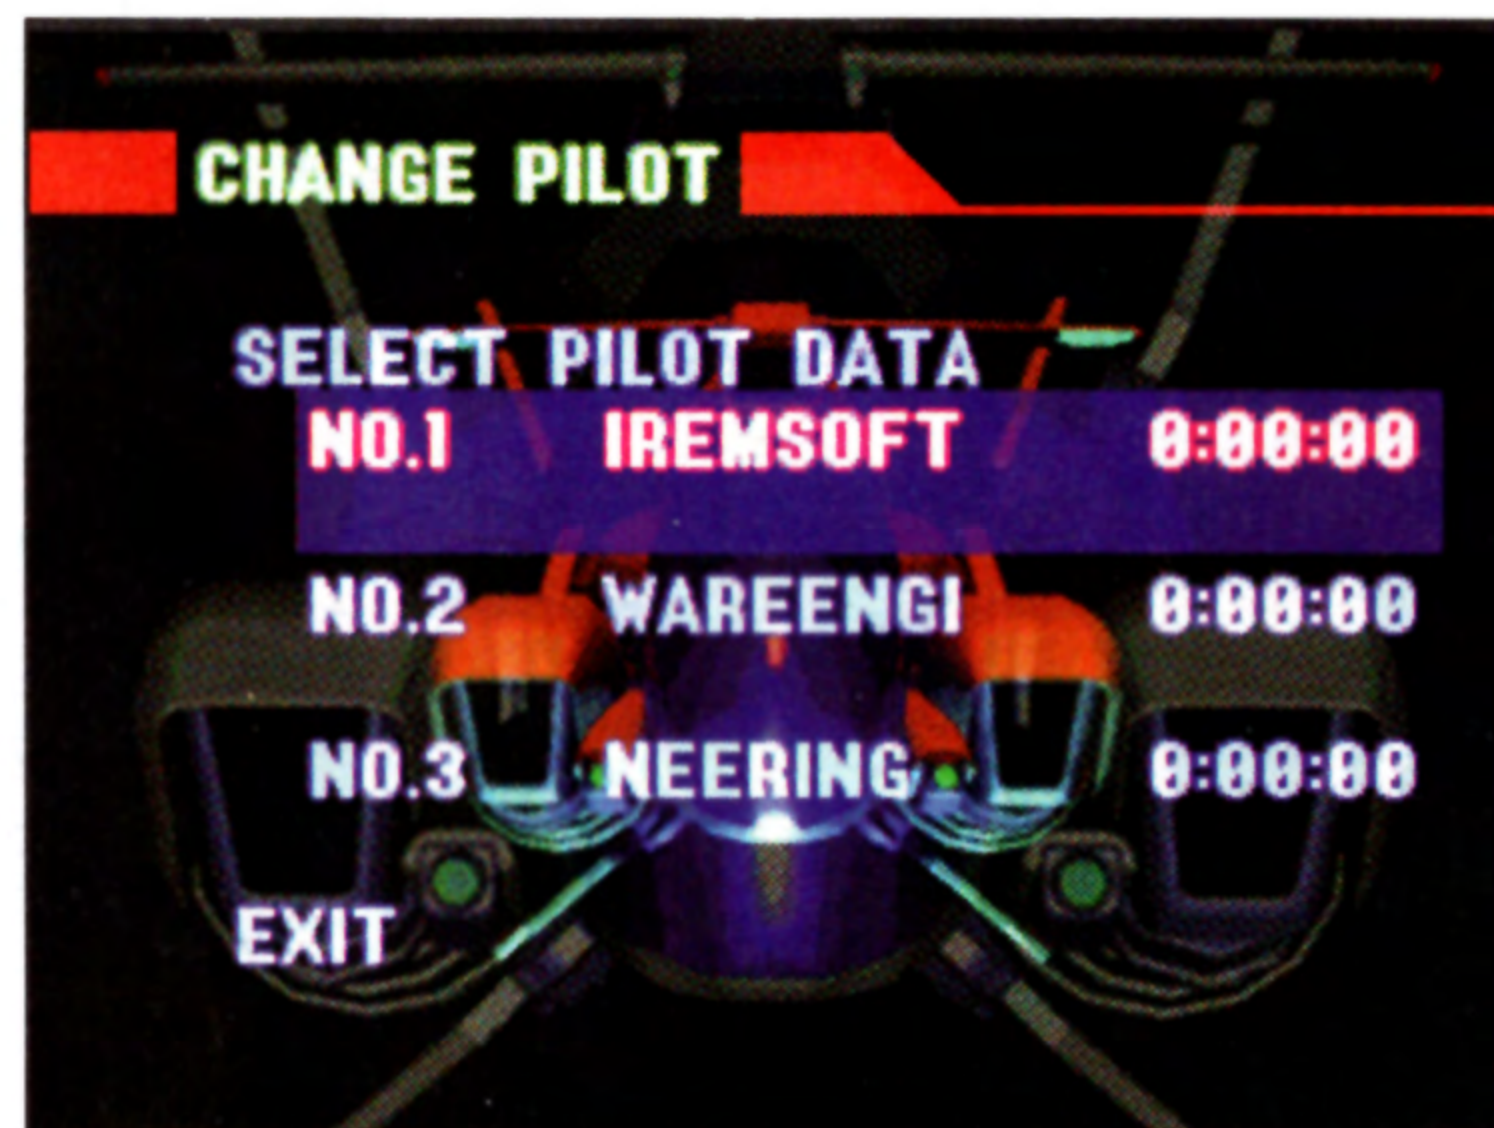 CHANGE PILOT
SELECT PILOT DATA
NO.1 IREMSOFT 0:00:00
NO.2 WAREENGI 0:00:00
NO.3 NEERING 0:00:00
EXIT